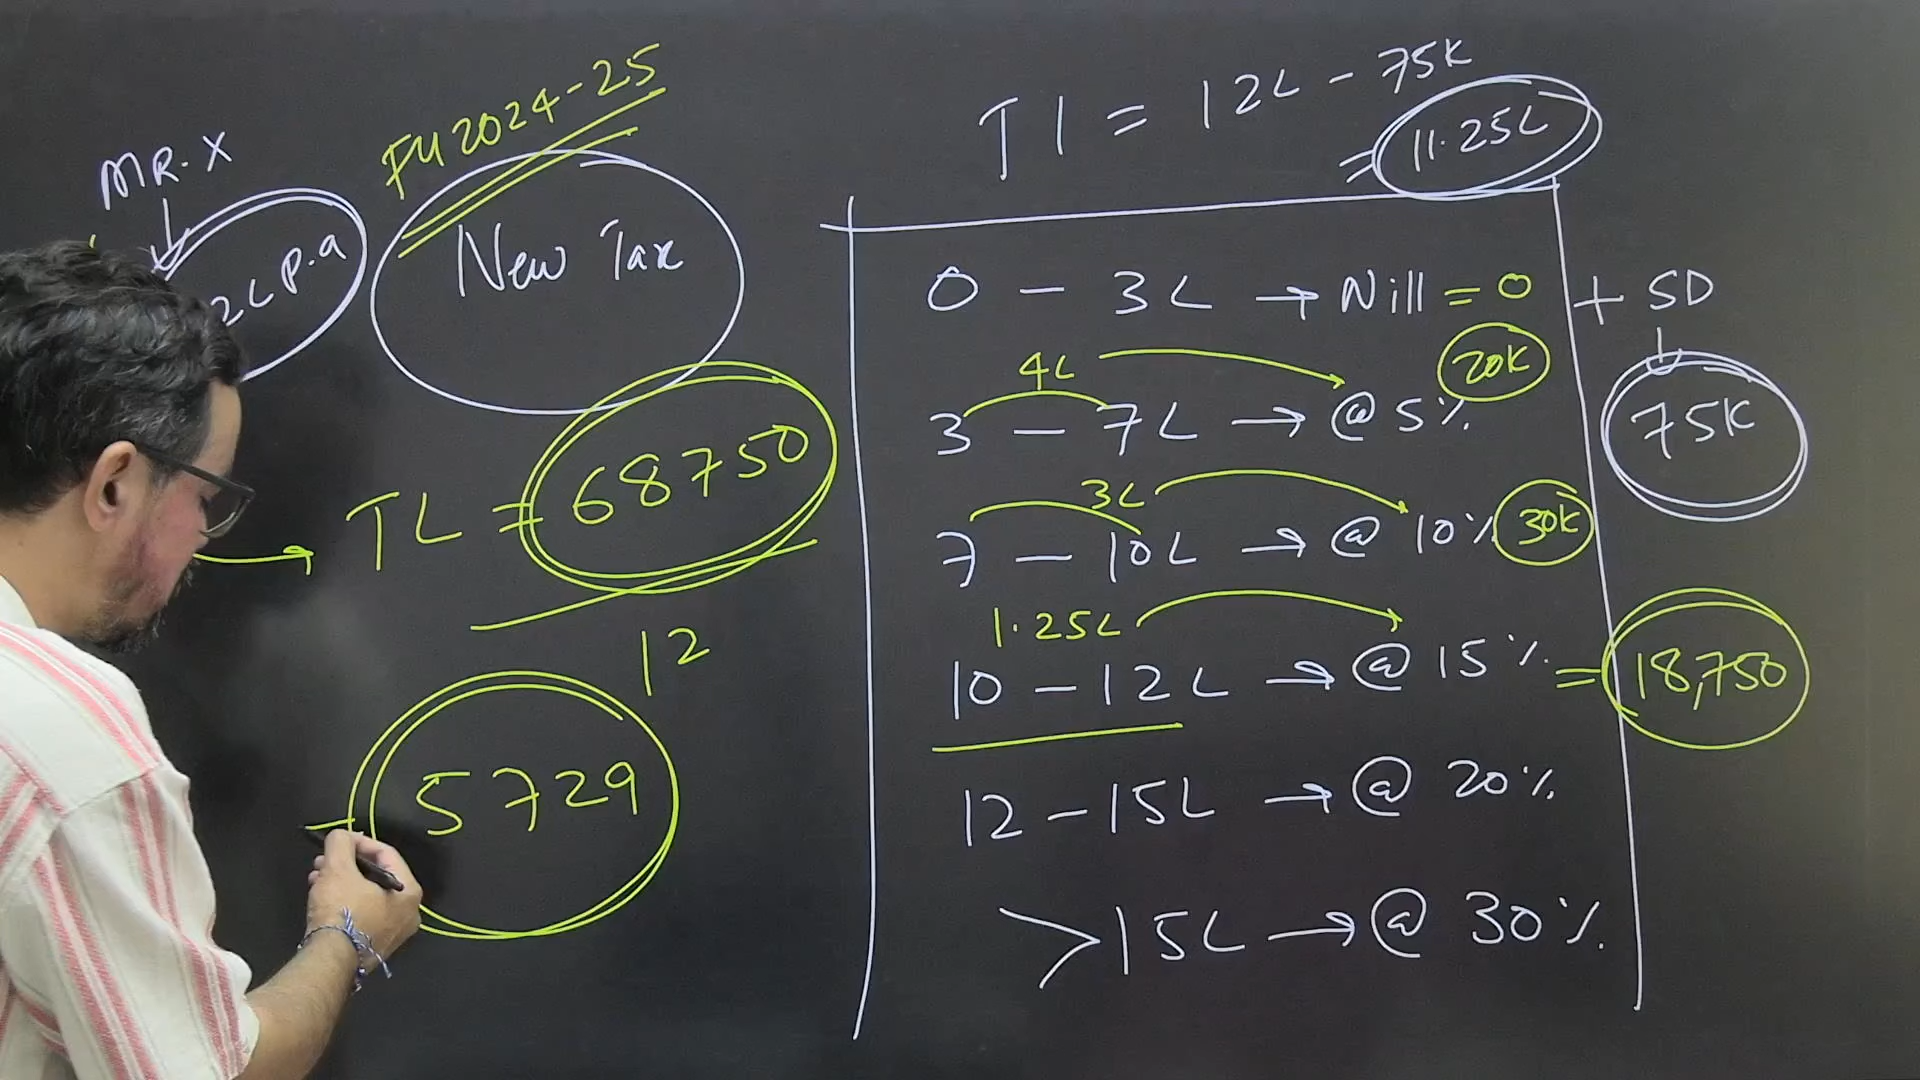 MR. X
2L P.a
FY 2024-25
New Tax
TL = 68750
12
5729
TI = 12L - 75K
= 11.25L
0 - 3L → Nill = 0
+ SD
75K
4L
20K
3 - 7L → @ 5%
3L
7 - 10L → @ 10%
30K
1.25L
10 - 12L → @ 15% = 18,750
12 - 15L → @ 20%
> 15L → @ 30%